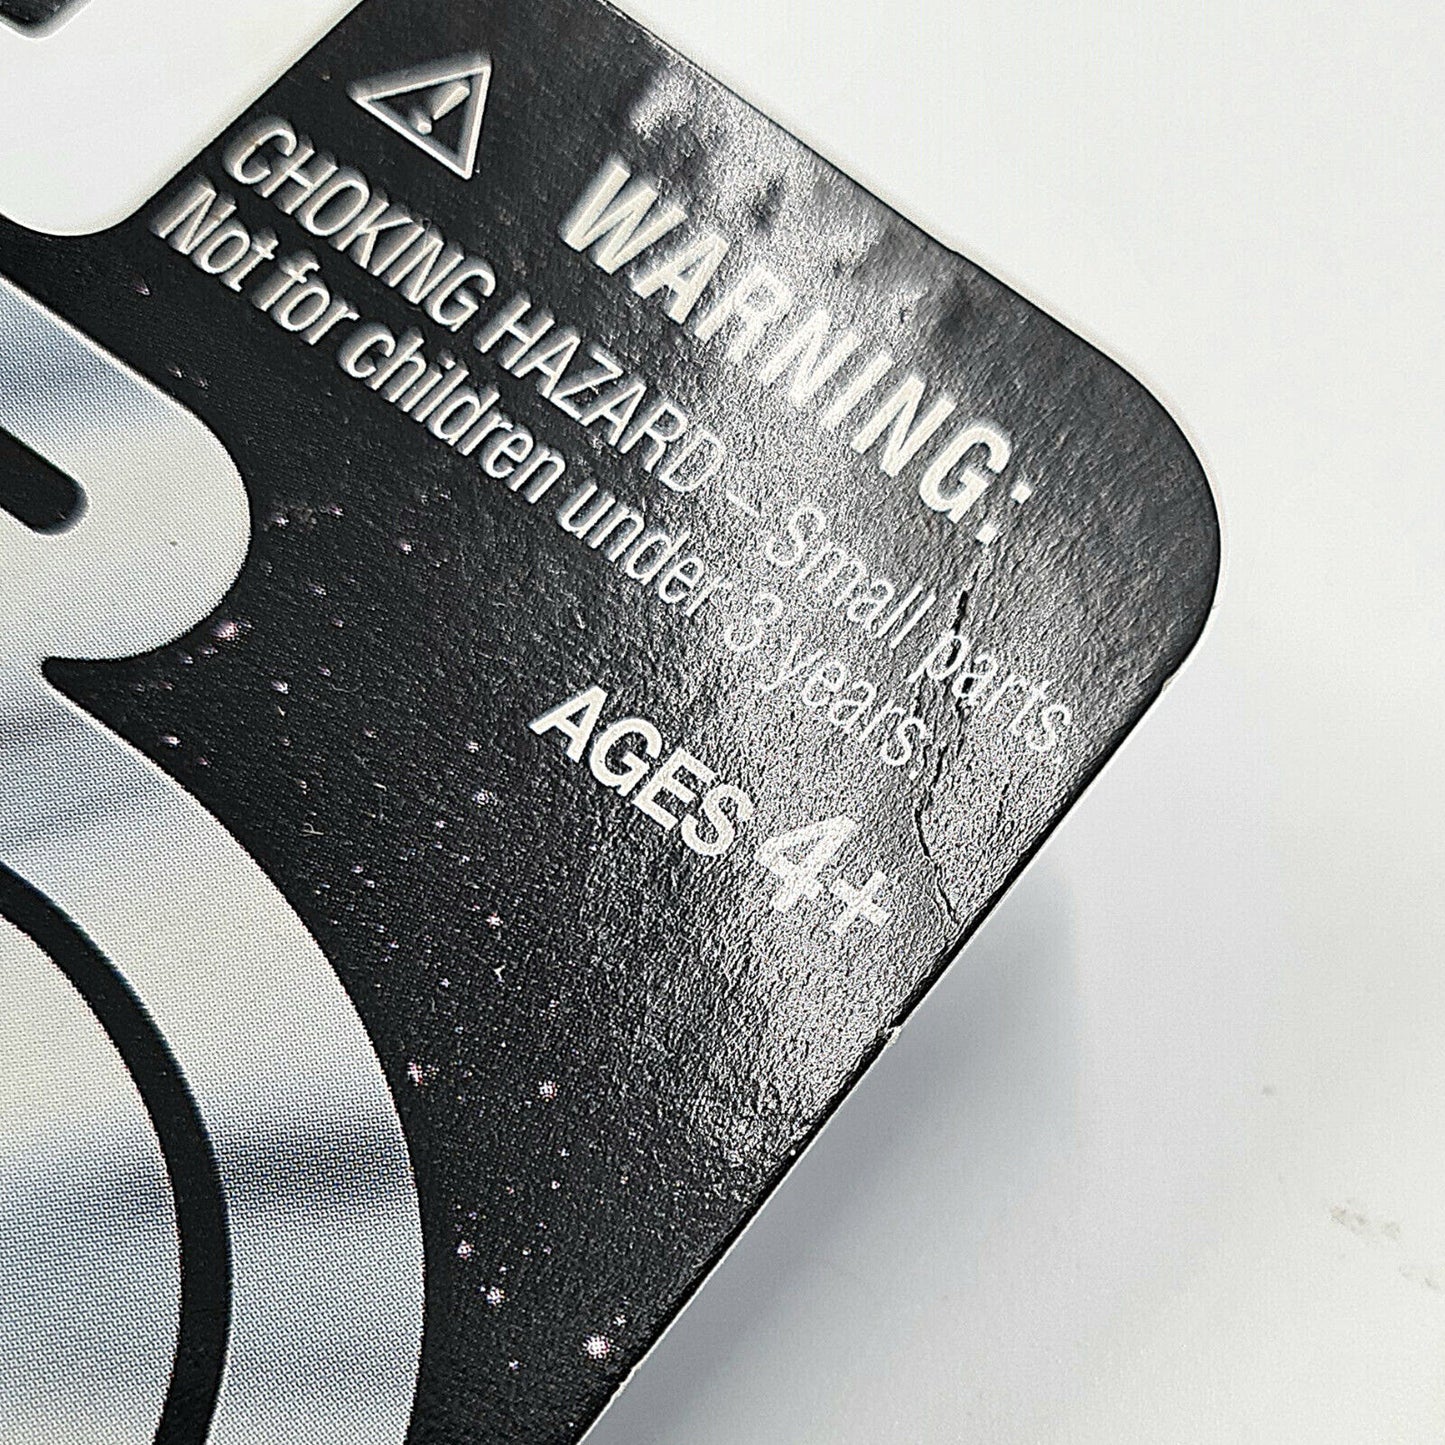 WARNING:
CHOKING HAZARD – Small parts.
Not for children under 3 years.
AGES 4+